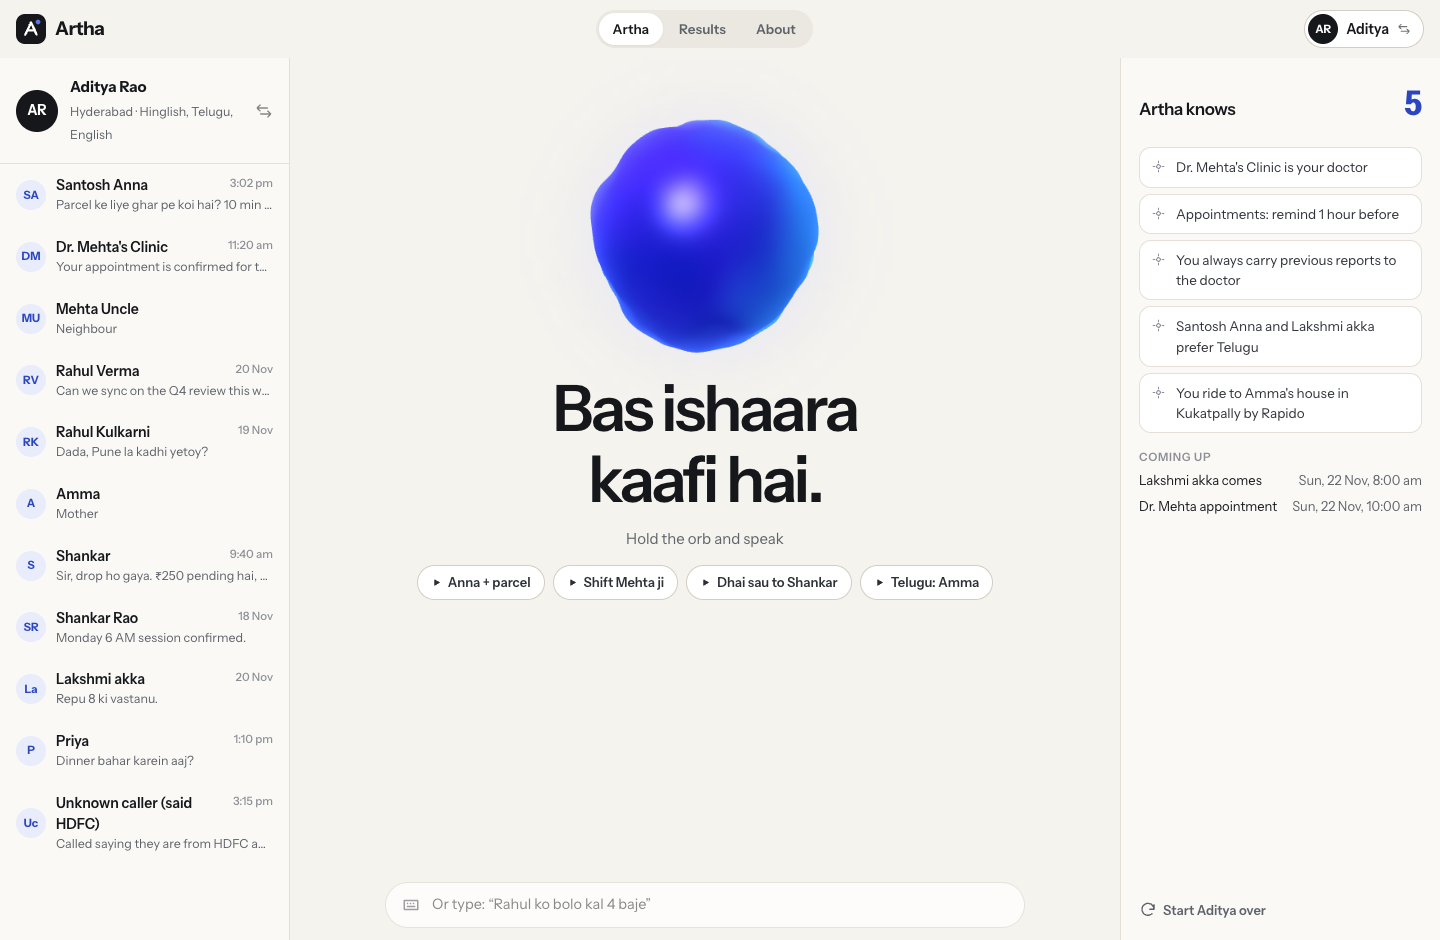 Artha
Artha Results About
AR Aditya
AR
Aditya Rao
Hyderabad · Hinglish, Telugu,
English
SA
Santosh Anna 3:02 pm
Parcel ke liye ghar pe koi hai? 10 min ...
DM
Dr. Mehta's Clinic 11:20 am
Your appointment is confirmed for t...
MU
Mehta Uncle
Neighbour
RV
Rahul Verma 20 Nov
Can we sync on the Q4 review this w...
RK
Rahul Kulkarni 19 Nov
Dada, Pune la kadhi yetoy?
A
Amma
Mother
S
Shankar 9:40 am
Sir, drop ho gaya. ₹250 pending hai, ...
SR
Shankar Rao 18 Nov
Monday 6 AM session confirmed.
La
Lakshmi akka 20 Nov
Repu 8 ki vastanu.
P
Priya 1:10 pm
Dinner bahar karein aaj?
Uc
Unknown caller (said 3:15 pm
HDFC)
Called saying they are from HDFC a...
Bas ishaara
kaafi hai.
Hold the orb and speak
Anna + parcel Shift Mehta ji Dhai sau to Shankar Telugu: Amma
Or type: “Rahul ko bolo kal 4 baje”
Artha knows 5
Dr. Mehta's Clinic is your doctor
Appointments: remind 1 hour before
You always carry previous reports to
the doctor
Santosh Anna and Lakshmi akka
prefer Telugu
You ride to Amma's house in
Kukatpally by Rapido
COMING UP
Lakshmi akka comes Sun, 22 Nov, 8:00 am
Dr. Mehta appointment Sun, 22 Nov, 10:00 am
Start Aditya over